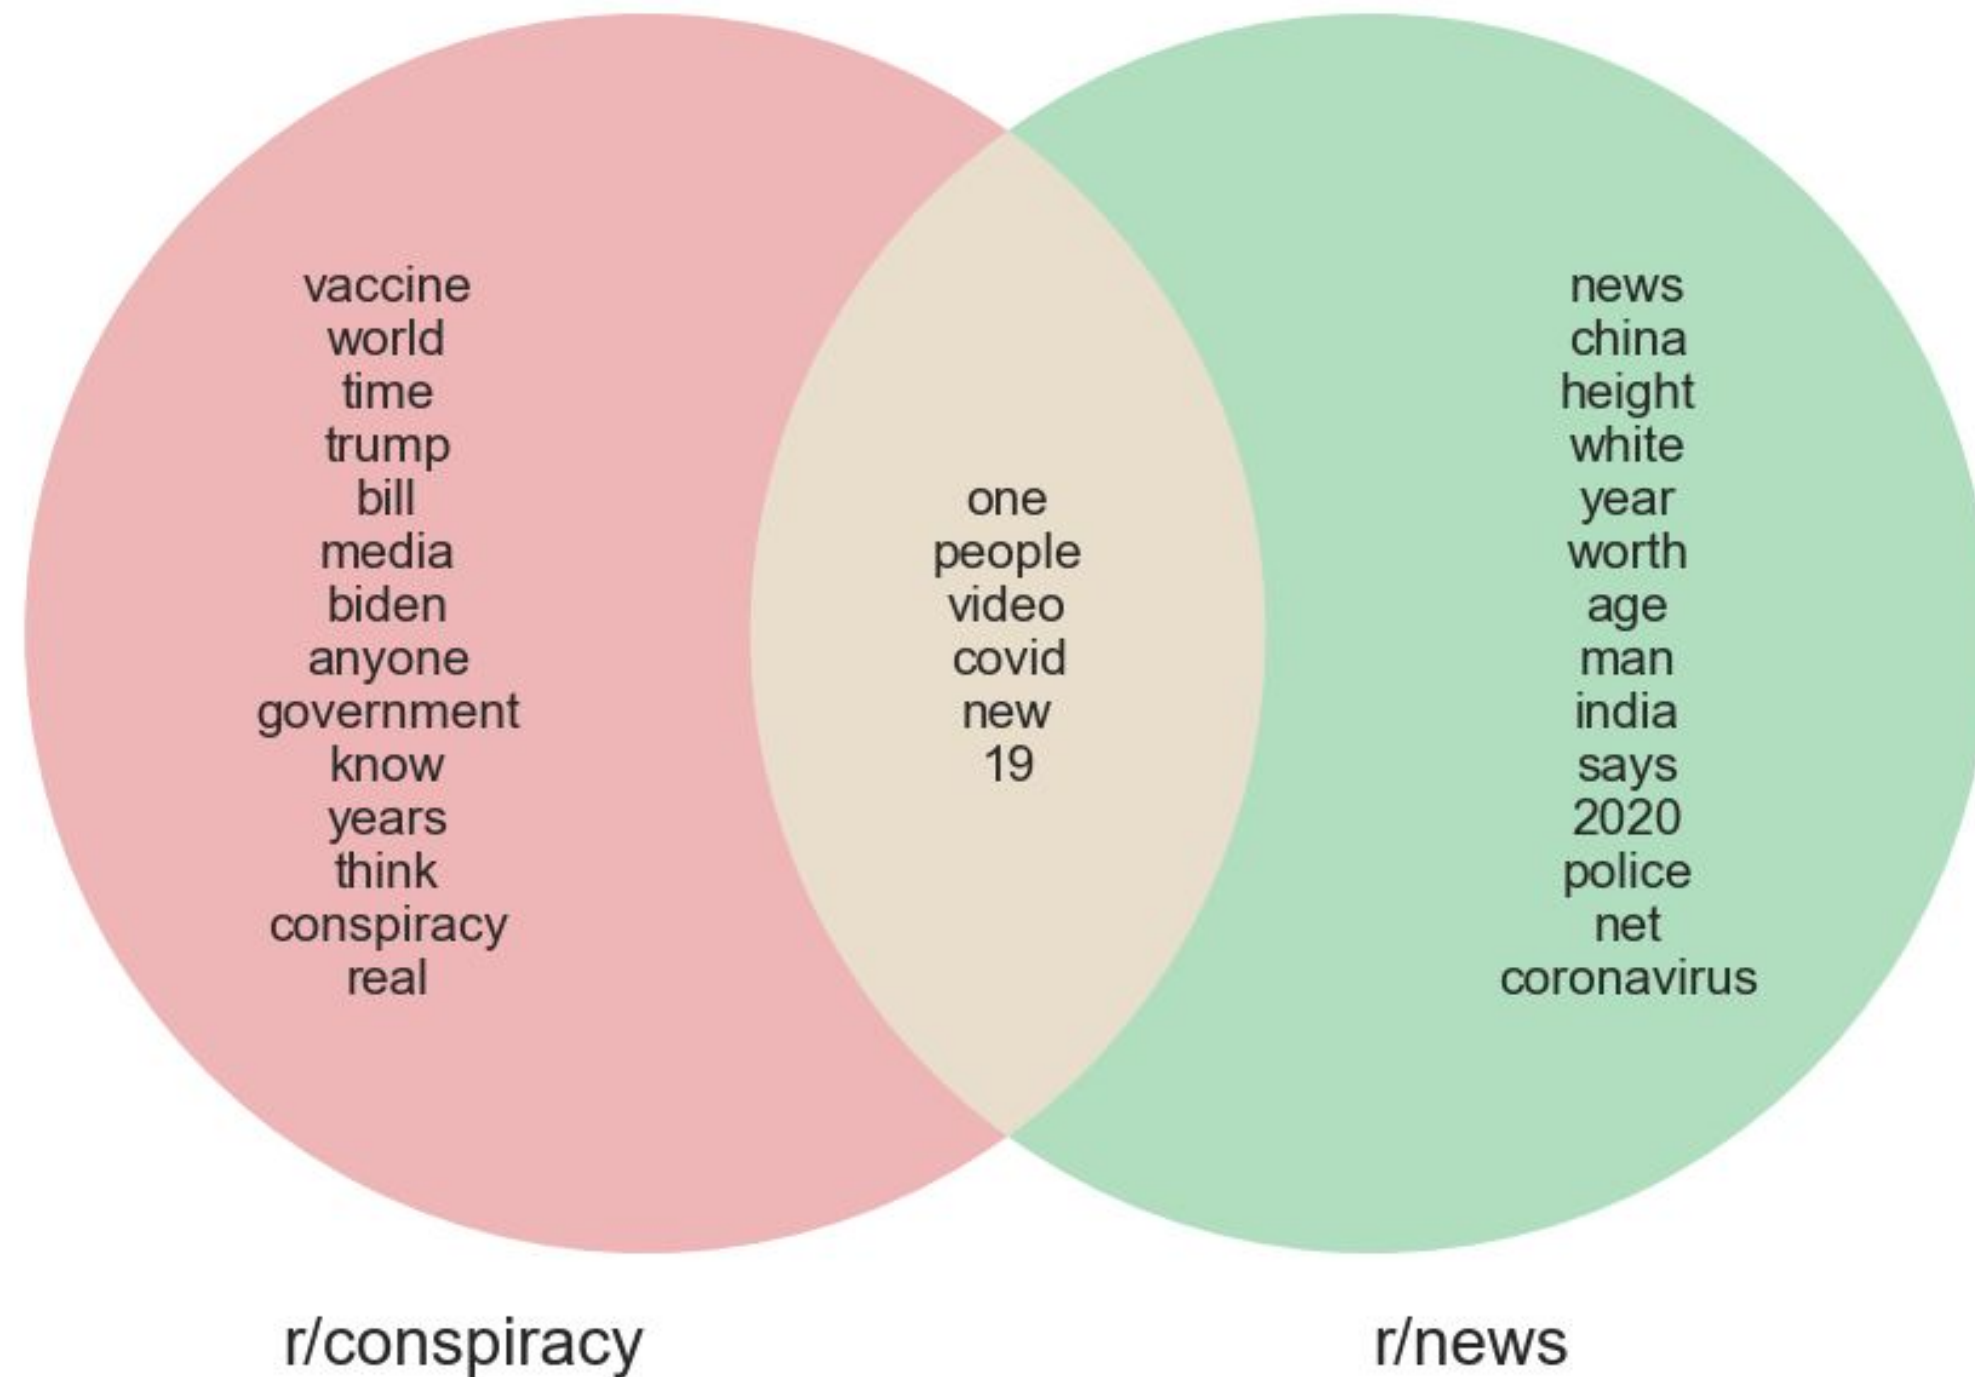 vaccine
world
time
trump
bill
media
biden
anyone
government
know
years
think
conspiracy
real
one
people
video
covid
new
19
news
china
height
white
year
worth
age
man
india
says
2020
police
net
coronavirus
r/conspiracy
r/news